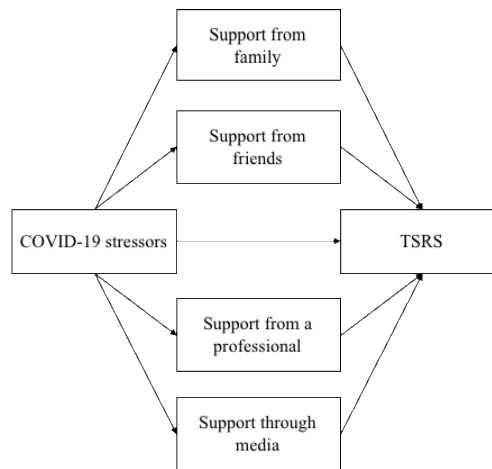 Support from
family
Support from
friends
COVID-19 stressors
TSRS
Support from a
professional
Support through
media